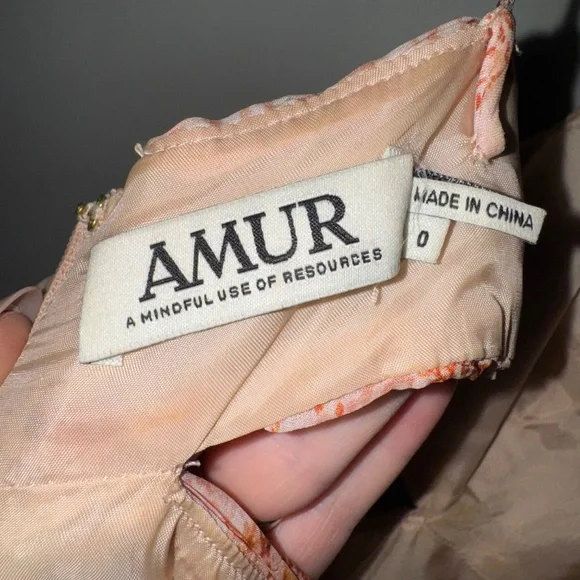 AMUR
A MINDFUL USE OF RESOURCES
MADE IN CHINA
0